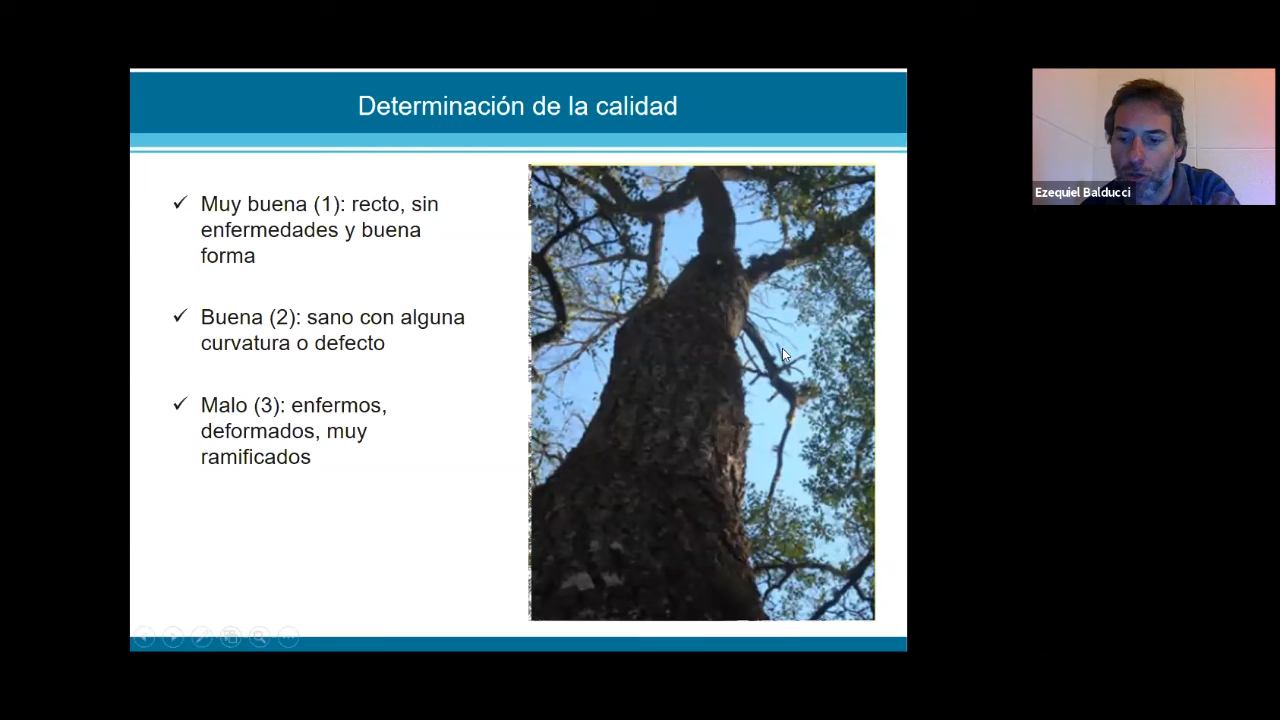 Determinación de la calidad
✓ Muy buena (1): recto, sin
enfermedades y buena
forma
✓ Buena (2): sano con alguna
curvatura o defecto
✓ Malo (3): enfermos,
deformados, muy
ramificados
Ezequiel Balducci